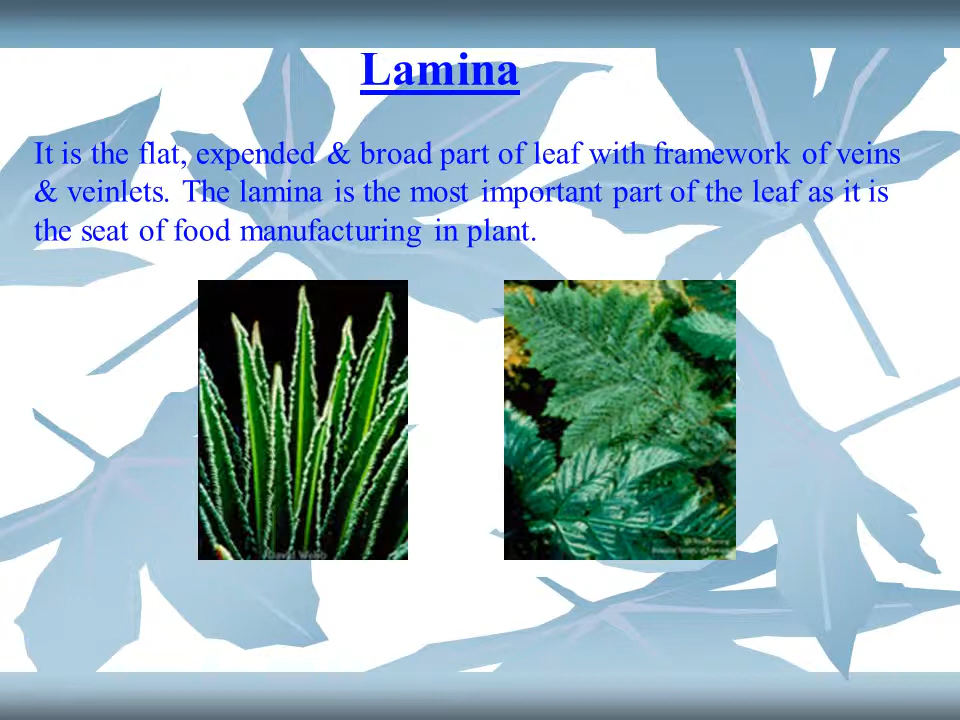 Lamina
It is the flat, expended & broad part of leaf with framework of veins
& veinlets. The lamina is the most important part of the leaf as it is
the seat of food manufacturing in plant.